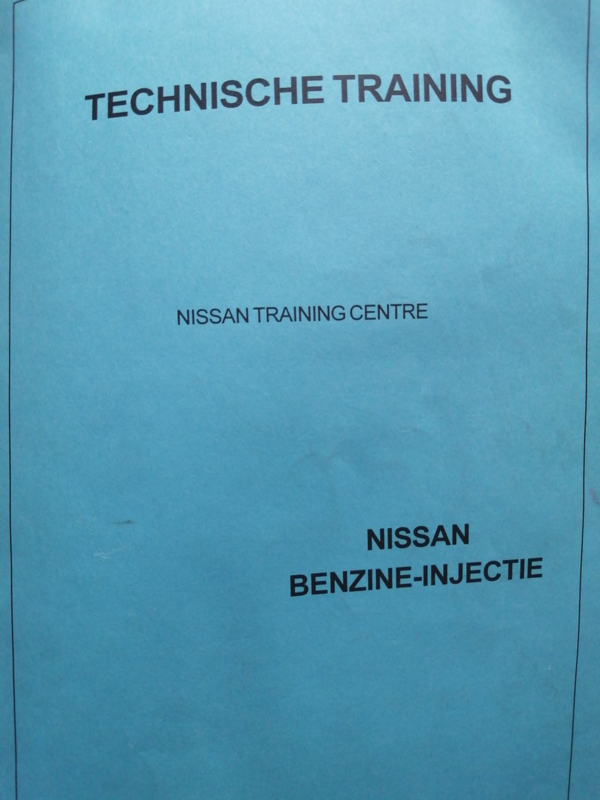 TECHNISCHE TRAINING
NISSAN TRAINING CENTRE
NISSAN
BENZINE-INJECTIE